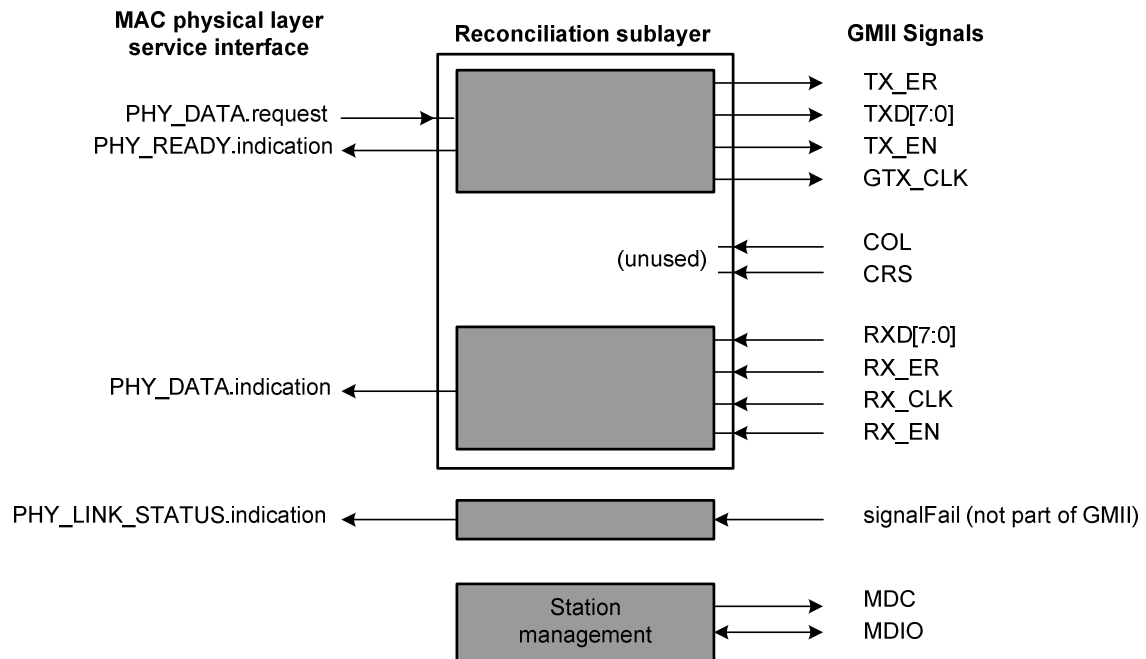 MAC physical layer
service interface
Reconciliation sublayer
GMII Signals
PHY_DATA.request
PHY_READY.indication
TX_ER
TXD[7:0]
TX_EN
GTX_CLK
(unused)
COL
CRS
PHY_DATA.indication
RXD[7:0]
RX_ER
RX_CLK
RX_EN
PHY_LINK_STATUS.indication
signalFail (not part of GMII)
Station
management
MDC
MDIO